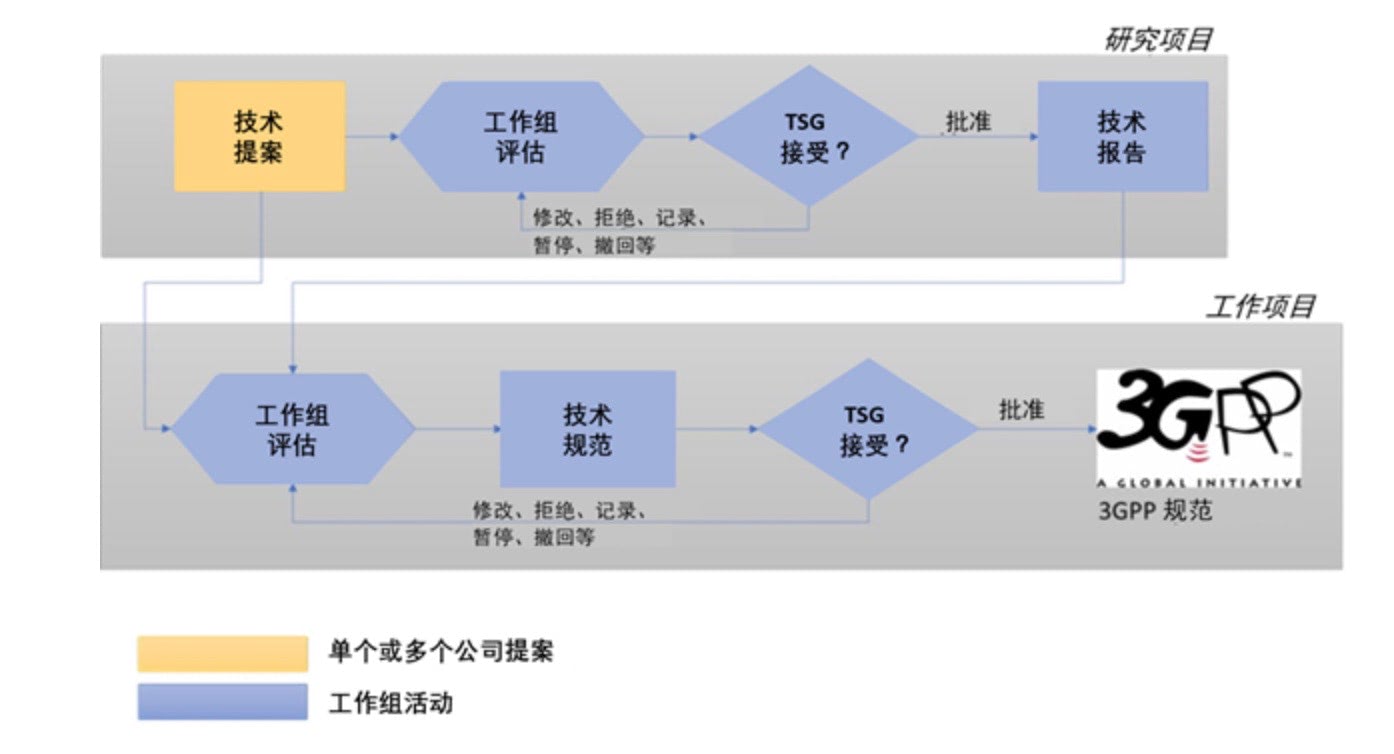 研究项目
技术
提案
工作组
评估
TSG
接受？
批准
技术
报告
修改、拒绝、记录、
暂停、撤回等
工作项目
工作组
评估
技术
规范
TSG
接受？
批准
3GPP
TM
A GLOBAL INITIATIVE
3GPP 规范
修改、拒绝、记录、
暂停、撤回等
单个或多个公司提案
工作组活动